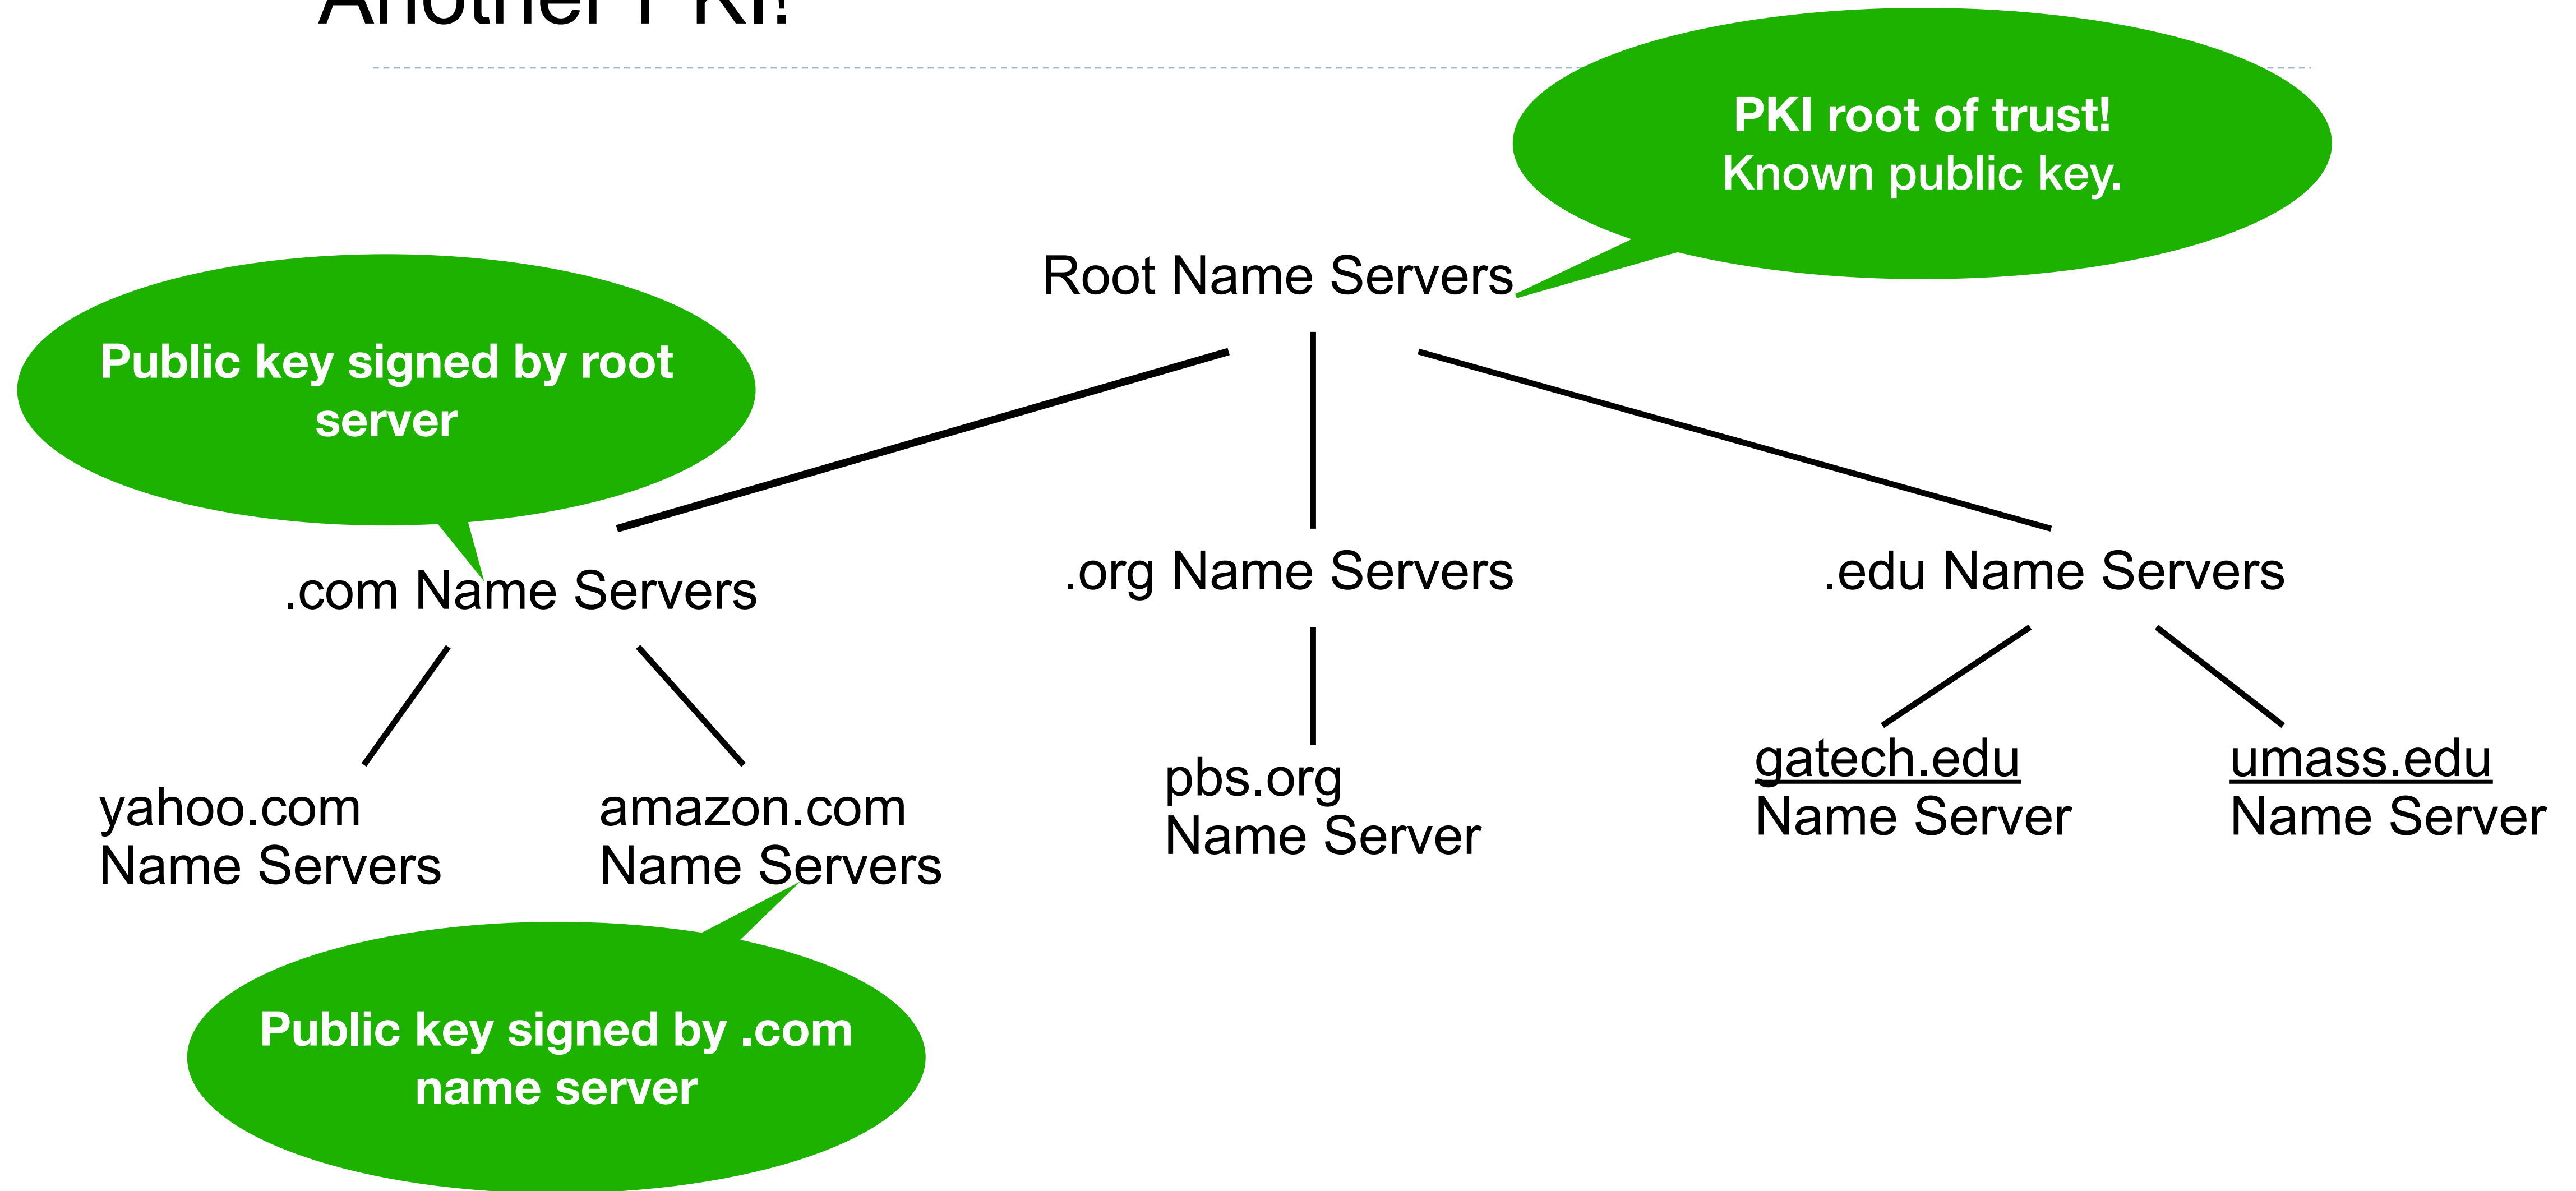 Another PKI!
PKI root of trust!
Known public key.
Root Name Servers
Public key signed by root
server
.com Name Servers
.org Name Servers
.edu Name Servers
yahoo.com
Name Servers
amazon.com
Name Servers
pbs.org
Name Server
gatech.edu
Name Server
umass.edu
Name Server
Public key signed by .com
name server